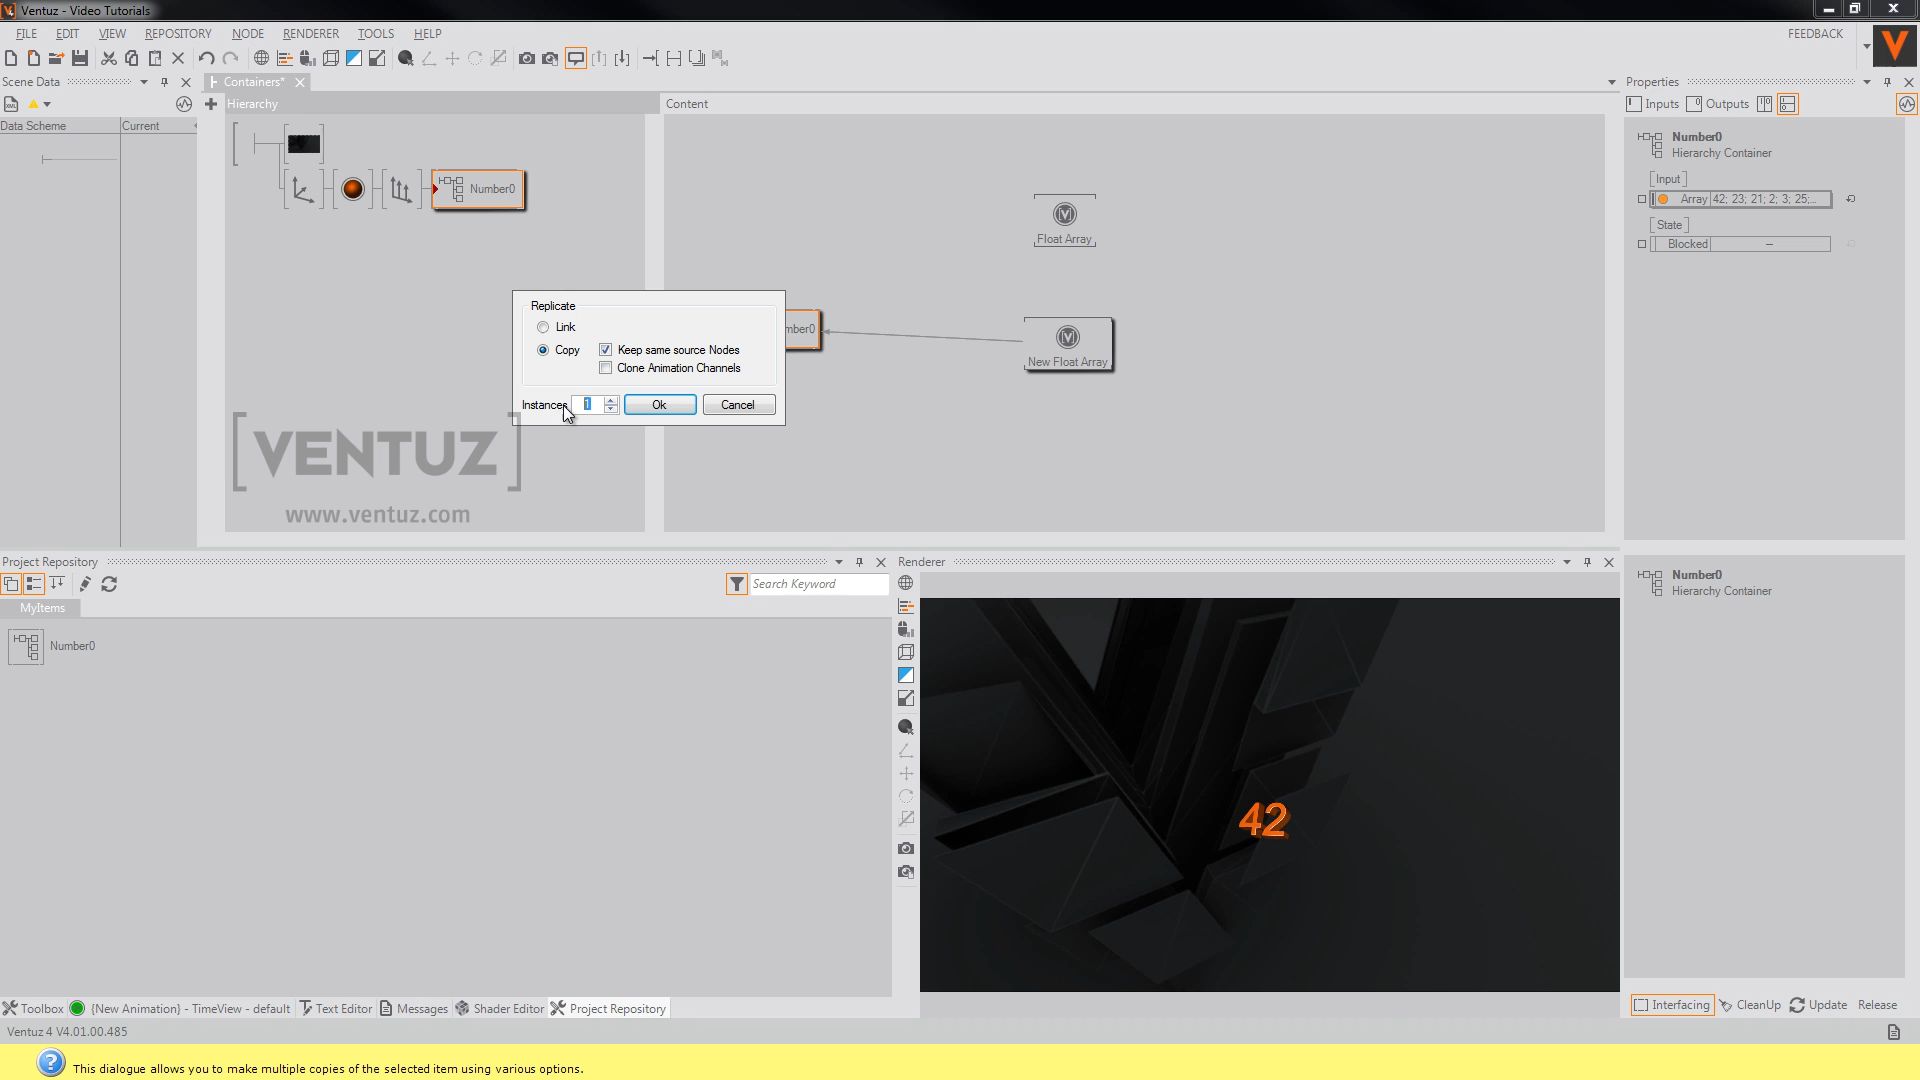 Ventuz - Video Tutorials
FILE EDIT VIEW REPOSITORY NODE RENDERER TOOLS HELP
FEEDBACK
Scene Data
Containers*
Properties
Hierarchy
Content
Inputs Outputs
Data Scheme Current
Number0
Hierarchy Container
[Input]
Array 42; 23; 21; 2; 3; 25;...
[State]
Blocked –
Number0
Float Array
Replicate
Link
Copy
Keep same source Nodes
Clone Animation Channels
Instances 1 Ok Cancel
mber0
New Float Array
[VENTUZ]
www.ventuz.com
Project Repository
Search Keyword
MyItems
Number0
Renderer
42
Number0
Hierarchy Container
Toolbox {New Animation} - TimeView - default Text Editor Messages Shader Editor Project Repository
Interfacing CleanUp Update Release
Ventuz 4 V4.01.00.485
This dialogue allows you to make multiple copies of the selected item using various options.